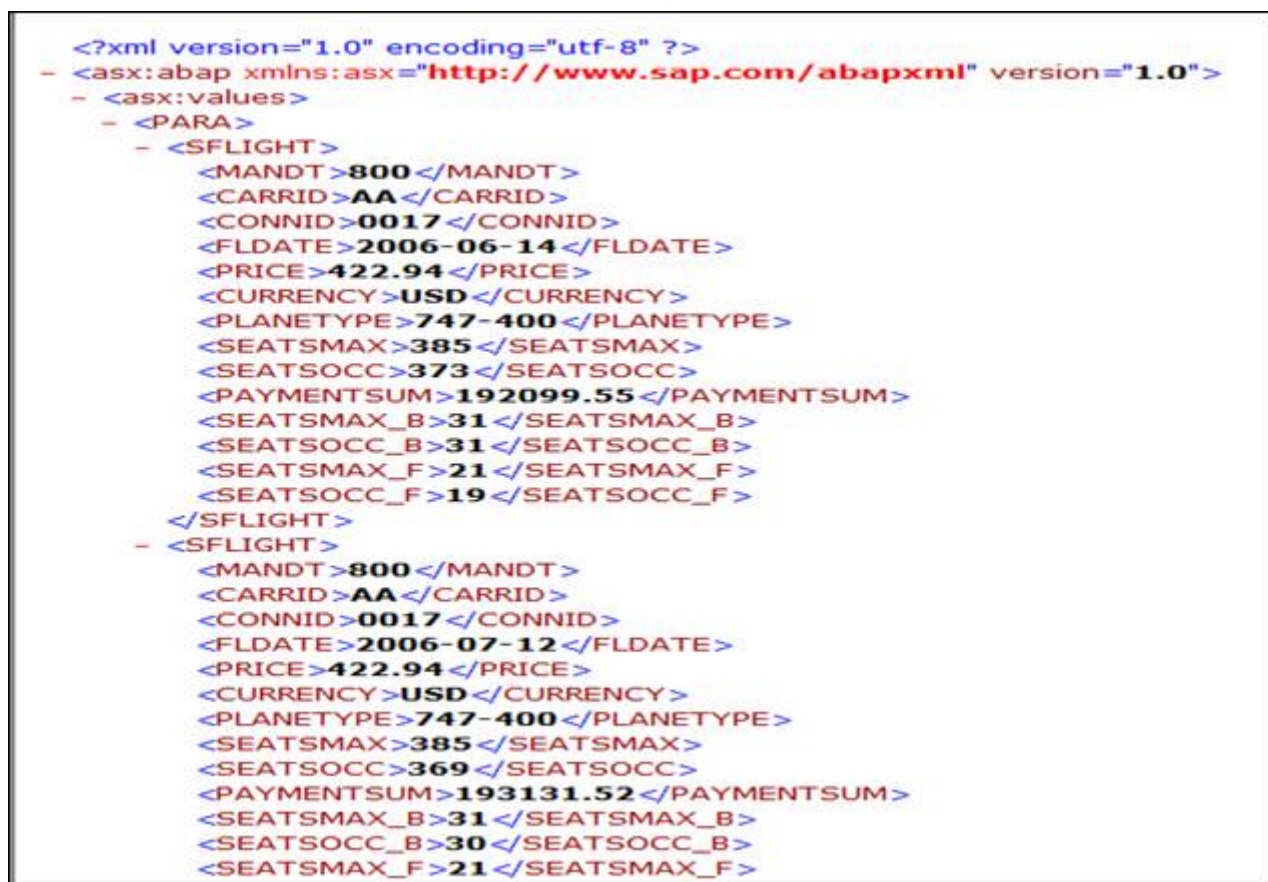 <?xml version="1.0" encoding="utf-8" ?>
- <asx:abap xmlns:asx="http://www.sap.com/abapxml" version="1.0">
- <asx:values>
- <PARA>
- <SFLIGHT>
<MANDT>800</MANDT>
<CARRID>AA</CARRID>
<CONNID>0017</CONNID>
<FLDATE>2006-06-14</FLDATE>
<PRICE>422.94</PRICE>
<CURRENCY>USD</CURRENCY>
<PLANETYPE>747-400</PLANETYPE>
<SEATSMAX>385</SEATSMAX>
<SEATSOCC>373</SEATSOCC>
<PAYMENTSUM>192099.55</PAYMENTSUM>
<SEATSMAX_B>31</SEATSMAX_B>
<SEATSOCC_B>31</SEATSOCC_B>
<SEATSMAX_F>21</SEATSMAX_F>
<SEATSOCC_F>19</SEATSOCC_F>
</SFLIGHT>
- <SFLIGHT>
<MANDT>800</MANDT>
<CARRID>AA</CARRID>
<CONNID>0017</CONNID>
<FLDATE>2006-07-12</FLDATE>
<PRICE>422.94</PRICE>
<CURRENCY>USD</CURRENCY>
<PLANETYPE>747-400</PLANETYPE>
<SEATSMAX>385</SEATSMAX>
<SEATSOCC>369</SEATSOCC>
<PAYMENTSUM>193131.52</PAYMENTSUM>
<SEATSMAX_B>31</SEATSMAX_B>
<SEATSOCC_B>30</SEATSOCC_B>
<SEATSMAX_F>21</SEATSMAX_F>